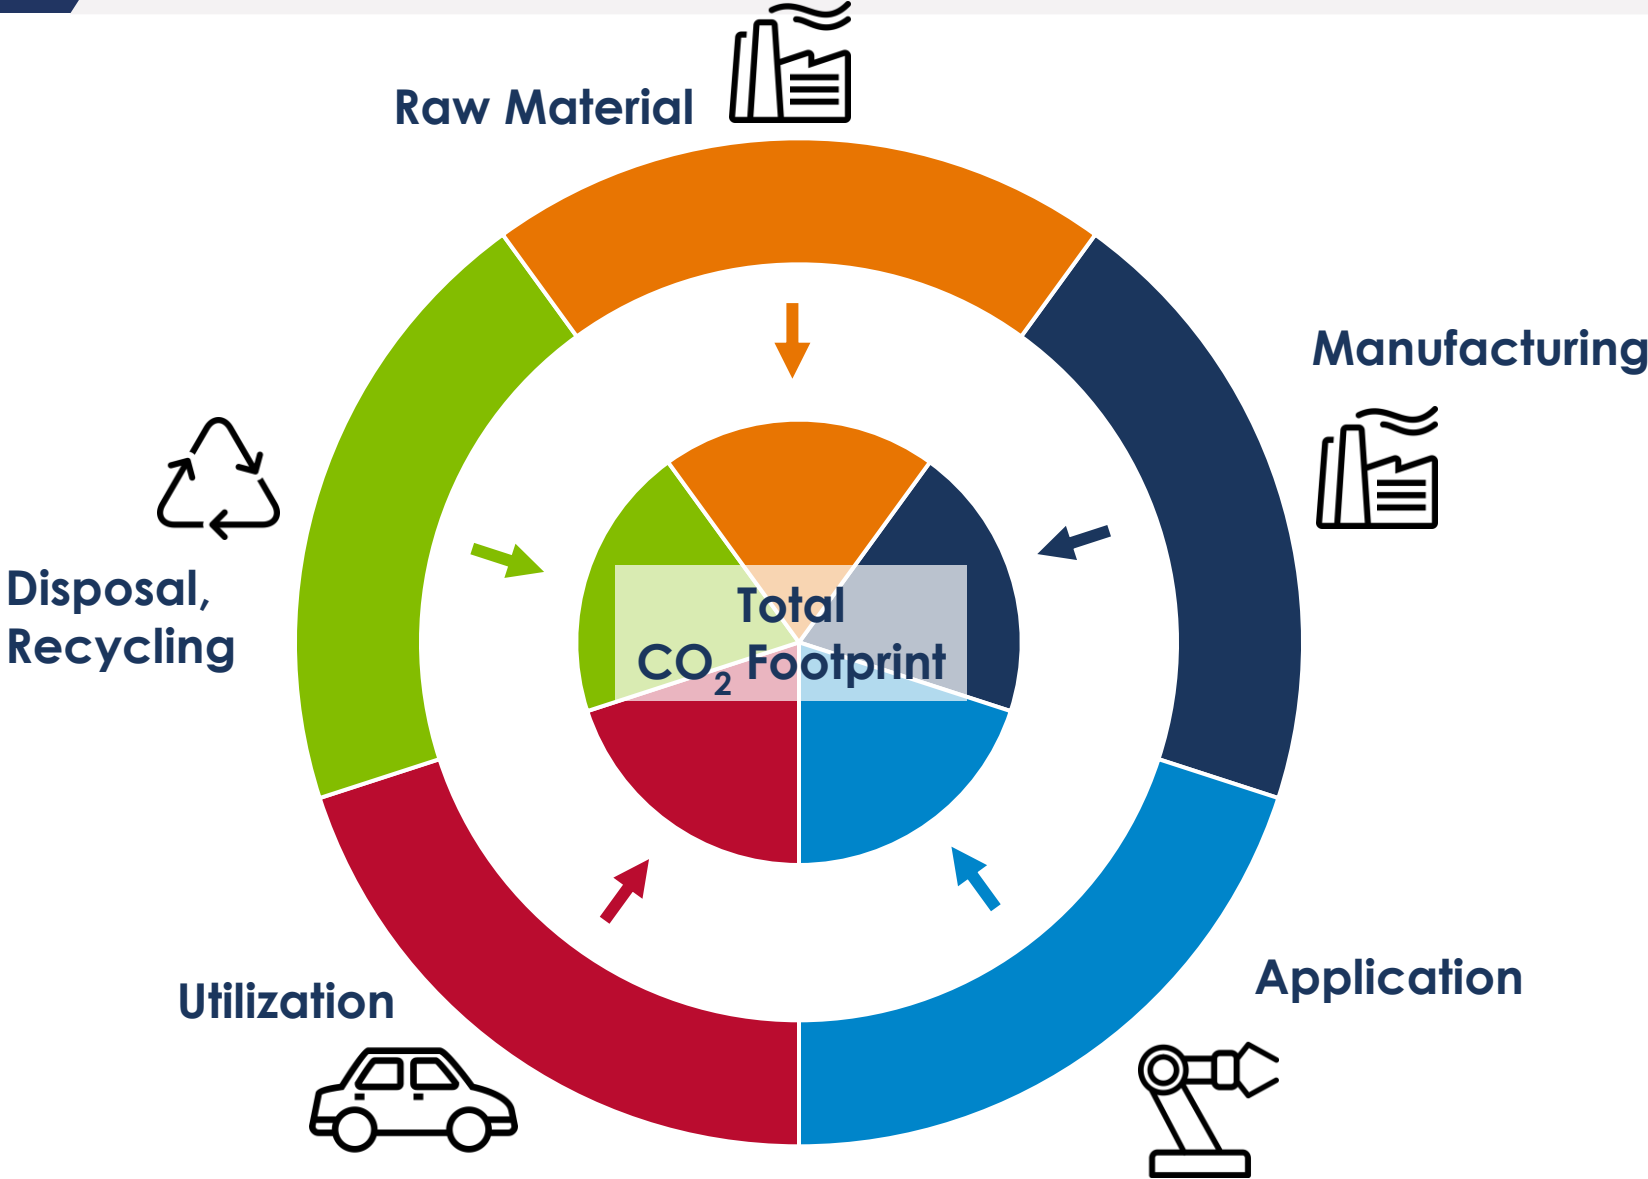 Raw Material
Manufacturing
Total
CO₂ Footprint
Disposal,
Recycling
Utilization
Application